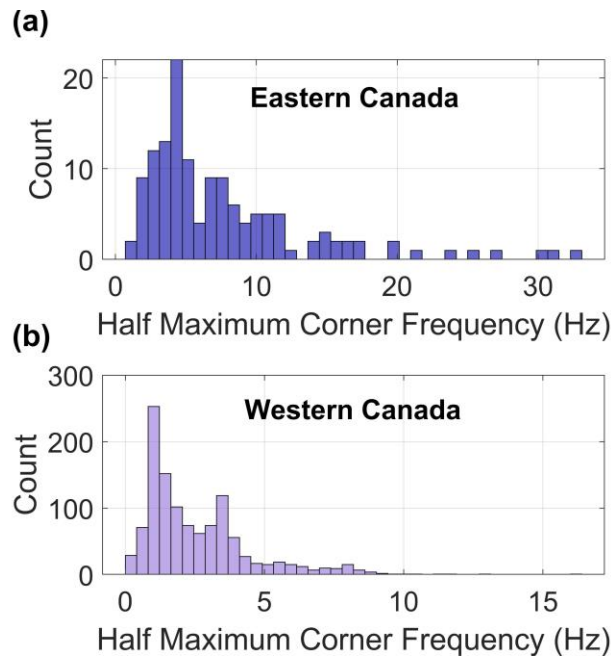 (a)
Eastern Canada
Count
20
10
0
0 10 20 30
Half Maximum Corner Frequency (Hz)
(b)
Western Canada
Count
300
200
100
0
0 5 10 15
Half Maximum Corner Frequency (Hz)